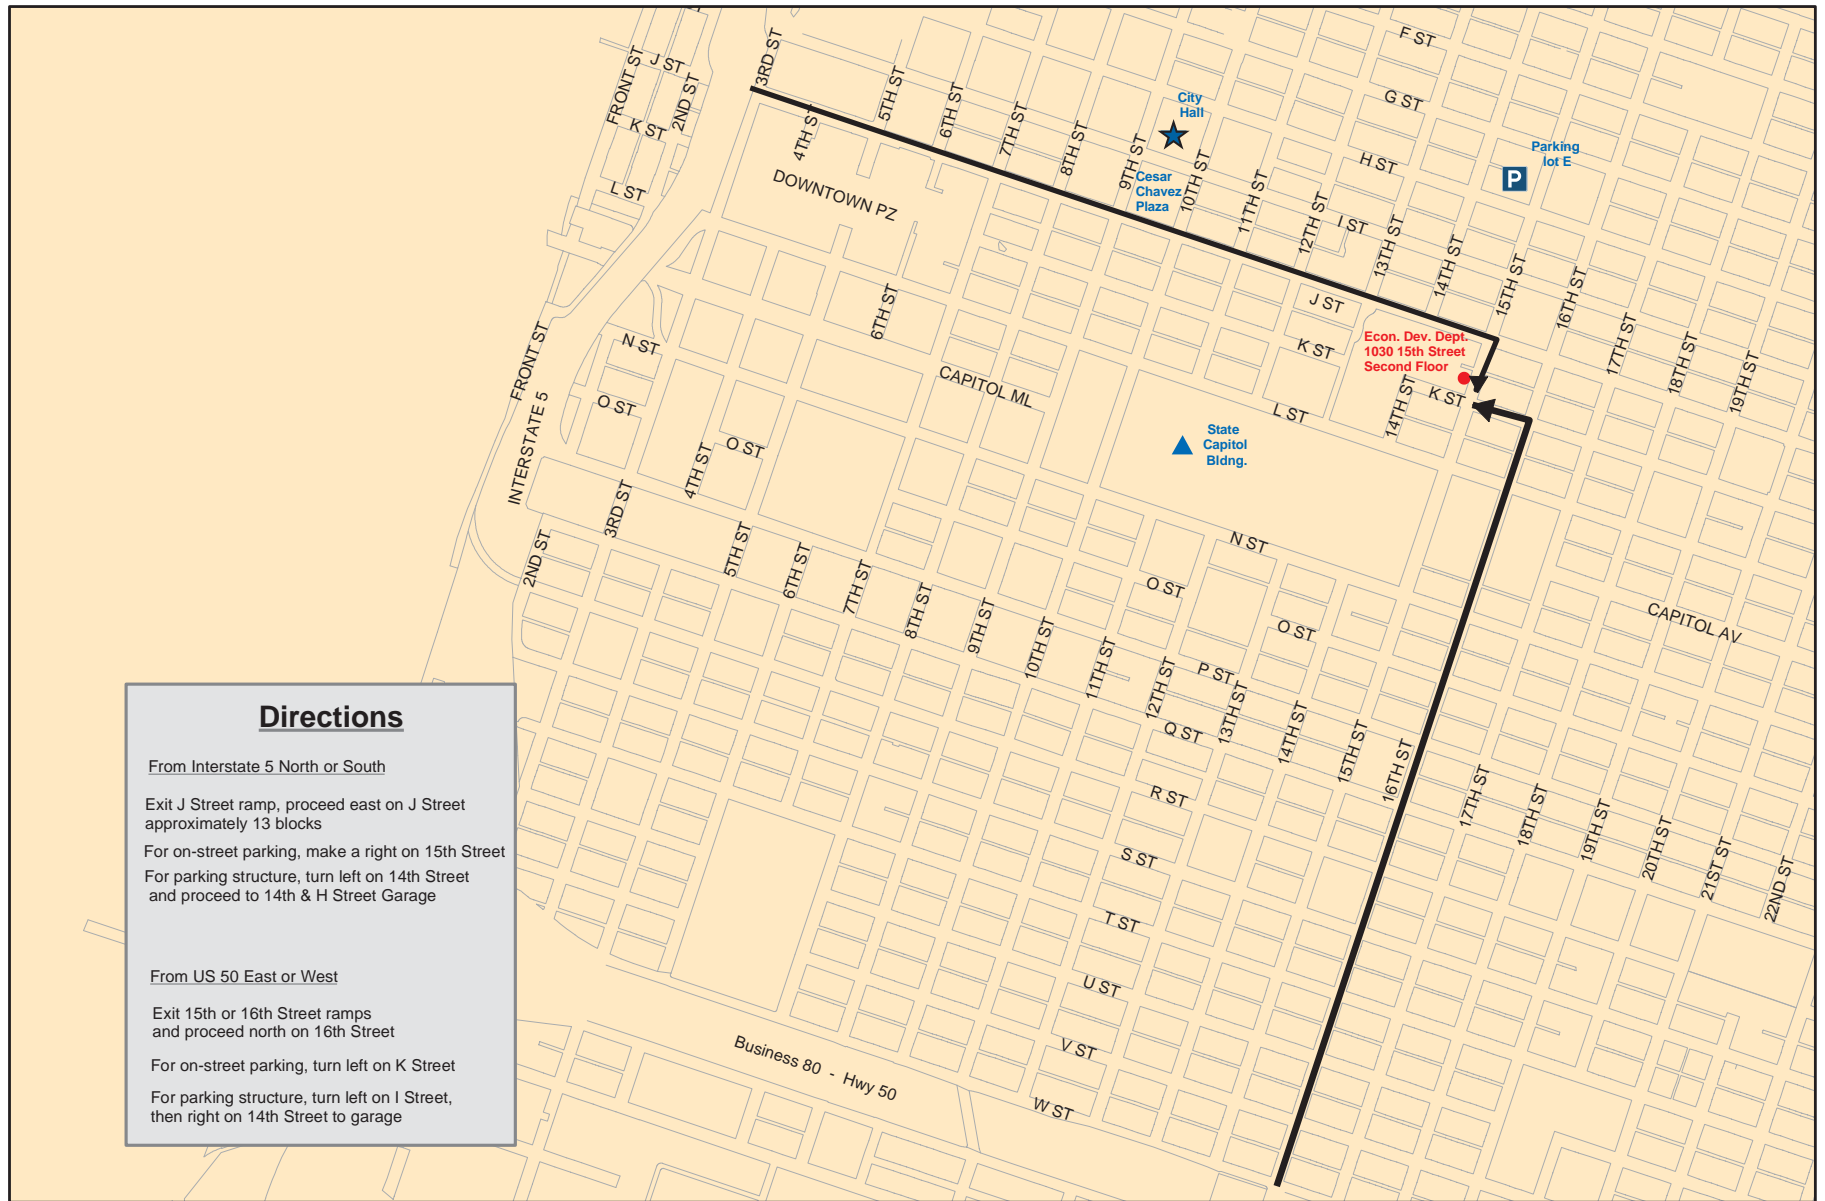 3RD ST
FRONT ST
J ST
2ND ST
K ST
L ST
4TH ST
5TH ST
6TH ST
7TH ST
8TH ST
9TH ST
10TH ST
11TH ST
12TH ST
13TH ST
14TH ST
15TH ST
16TH ST
17TH ST
18TH ST
19TH ST
F ST
G ST
H ST
I ST
City
Hall
Cesar
Chavez
Plaza
Parking
lot E
P
DOWNTOWN PZ
6TH ST
J ST
K ST
Econ. Dev. Dept.
1030 15th Street
Second Floor
K ST
14TH ST
L ST
CAPITOL ML
State
Capitol
Bldng.
FRONT ST
INTERSTATE 5
N ST
O ST
O ST
4TH ST
3RD ST
2ND ST
5TH ST
6TH ST
7TH ST
8TH ST
9TH ST
10TH ST
11TH ST
12TH ST
13TH ST
14TH ST
15TH ST
16TH ST
17TH ST
18TH ST
19TH ST
20TH ST
21ST ST
22ND ST
N ST
O ST
O ST
CAPITOL AV
P ST
Q ST
R ST
S ST
T ST
U ST
V ST
W ST
Business 80 - Hwy 50
Directions
From Interstate 5 North or South
Exit J Street ramp, proceed east on J Street
approximately 13 blocks
For on-street parking, make a right on 15th Street
For parking structure, turn left on 14th Street
and proceed to 14th & H Street Garage
From US 50 East or West
Exit 15th or 16th Street ramps
and proceed north on 16th Street
For on-street parking, turn left on K Street
For parking structure, turn left on I Street,
then right on 14th Street to garage